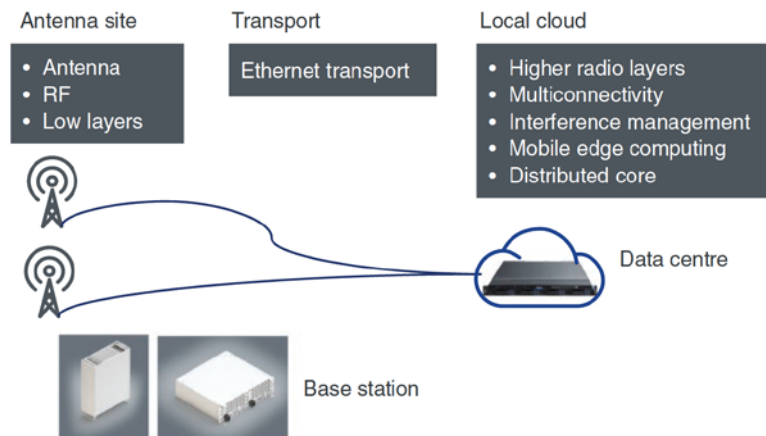 Antenna site
• Antenna
• RF
• Low layers
Transport
Ethernet transport
Local cloud
• Higher radio layers
• Multiconnectivity
• Interference management
• Mobile edge computing
• Distributed core
Data centre
Base station